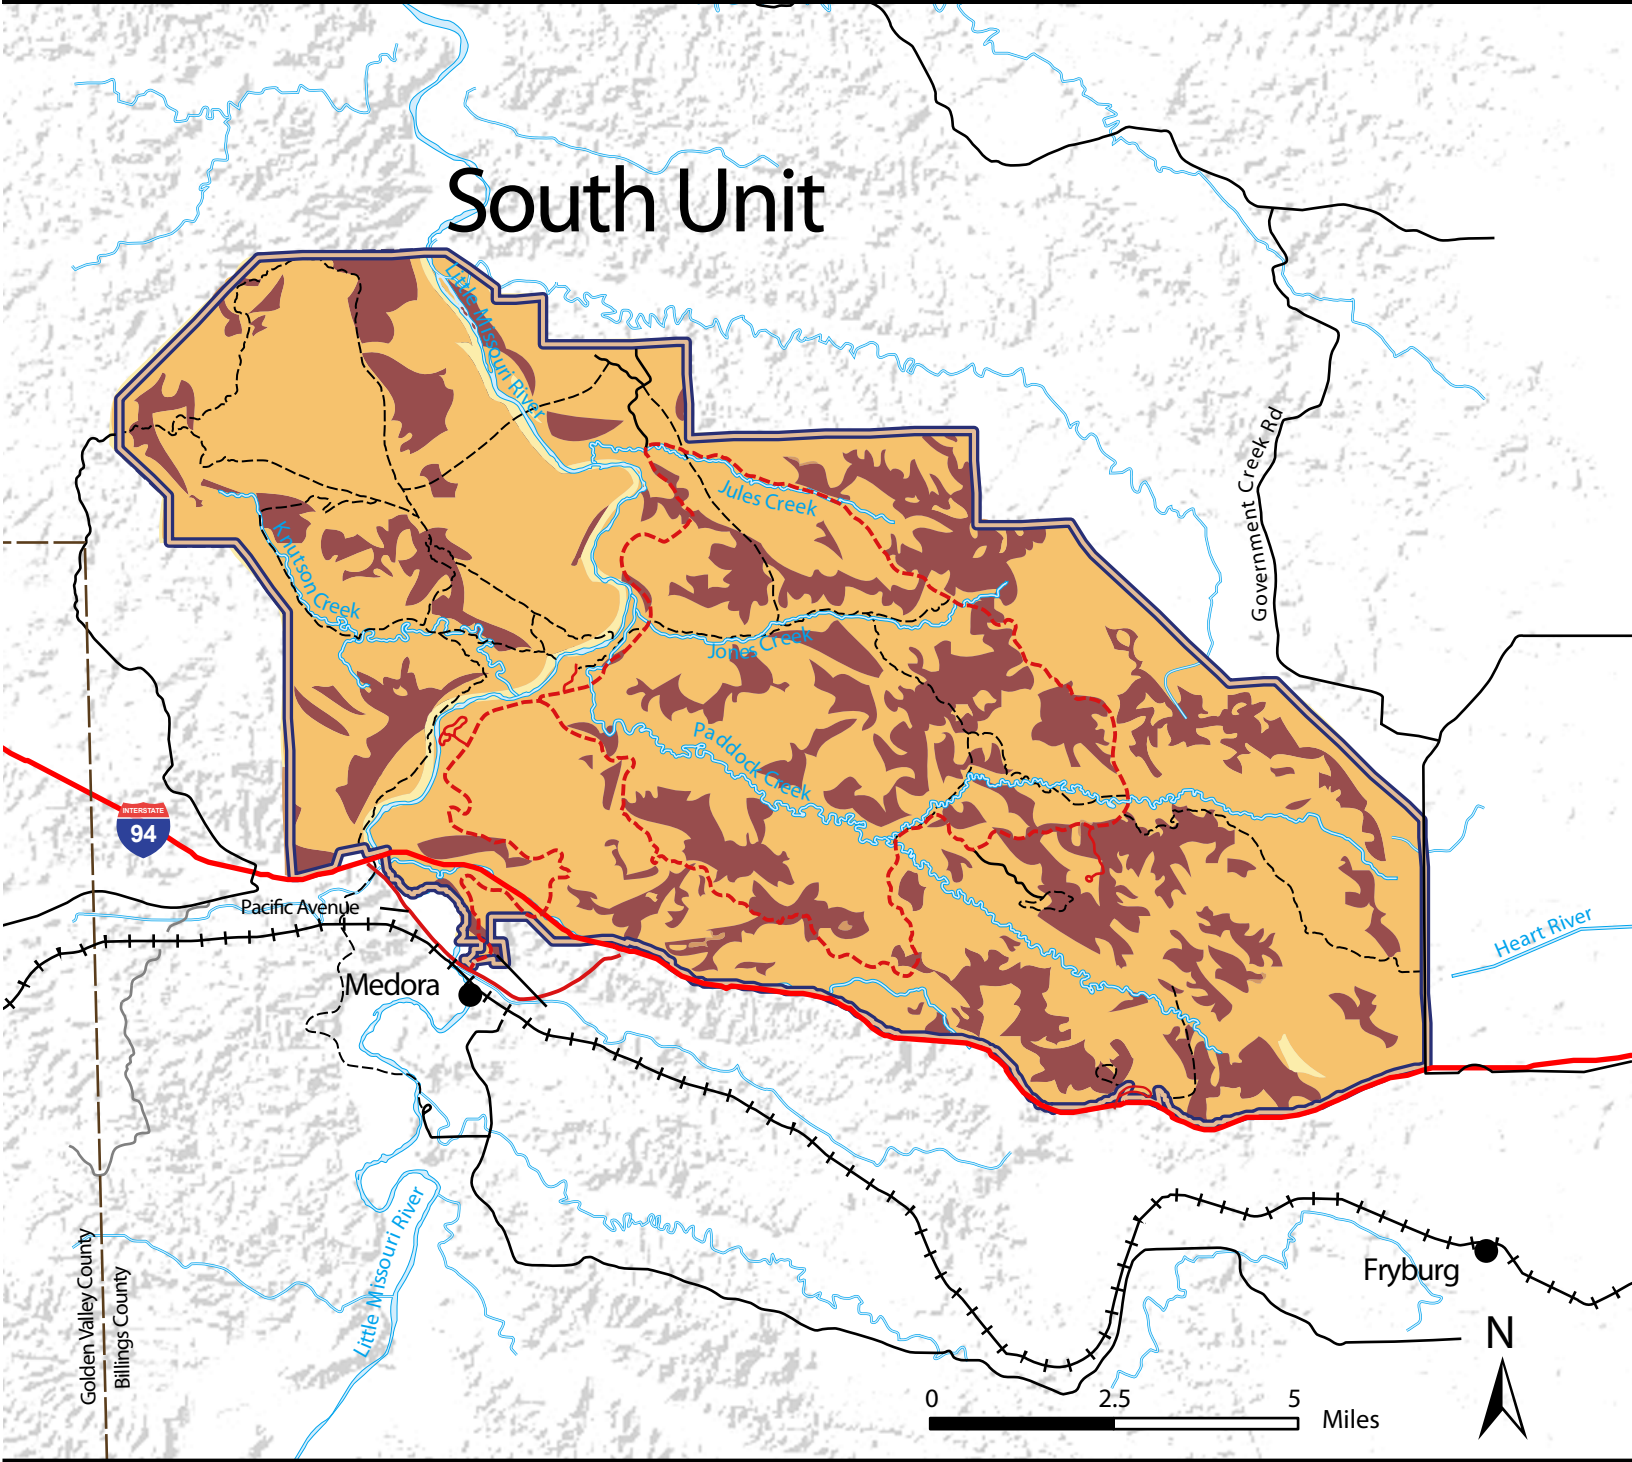 South Unit
Little Missouri River
Jules Creek
Government Creek Rd
Knutson Creek
Jones Creek
Paddock Creek
INTERSTATE
94
Pacific Avenue
Heart River
Medora
Little Missouri River
Golden Valley County
Billings County
Fryburg
N
0 2.5 5
Miles